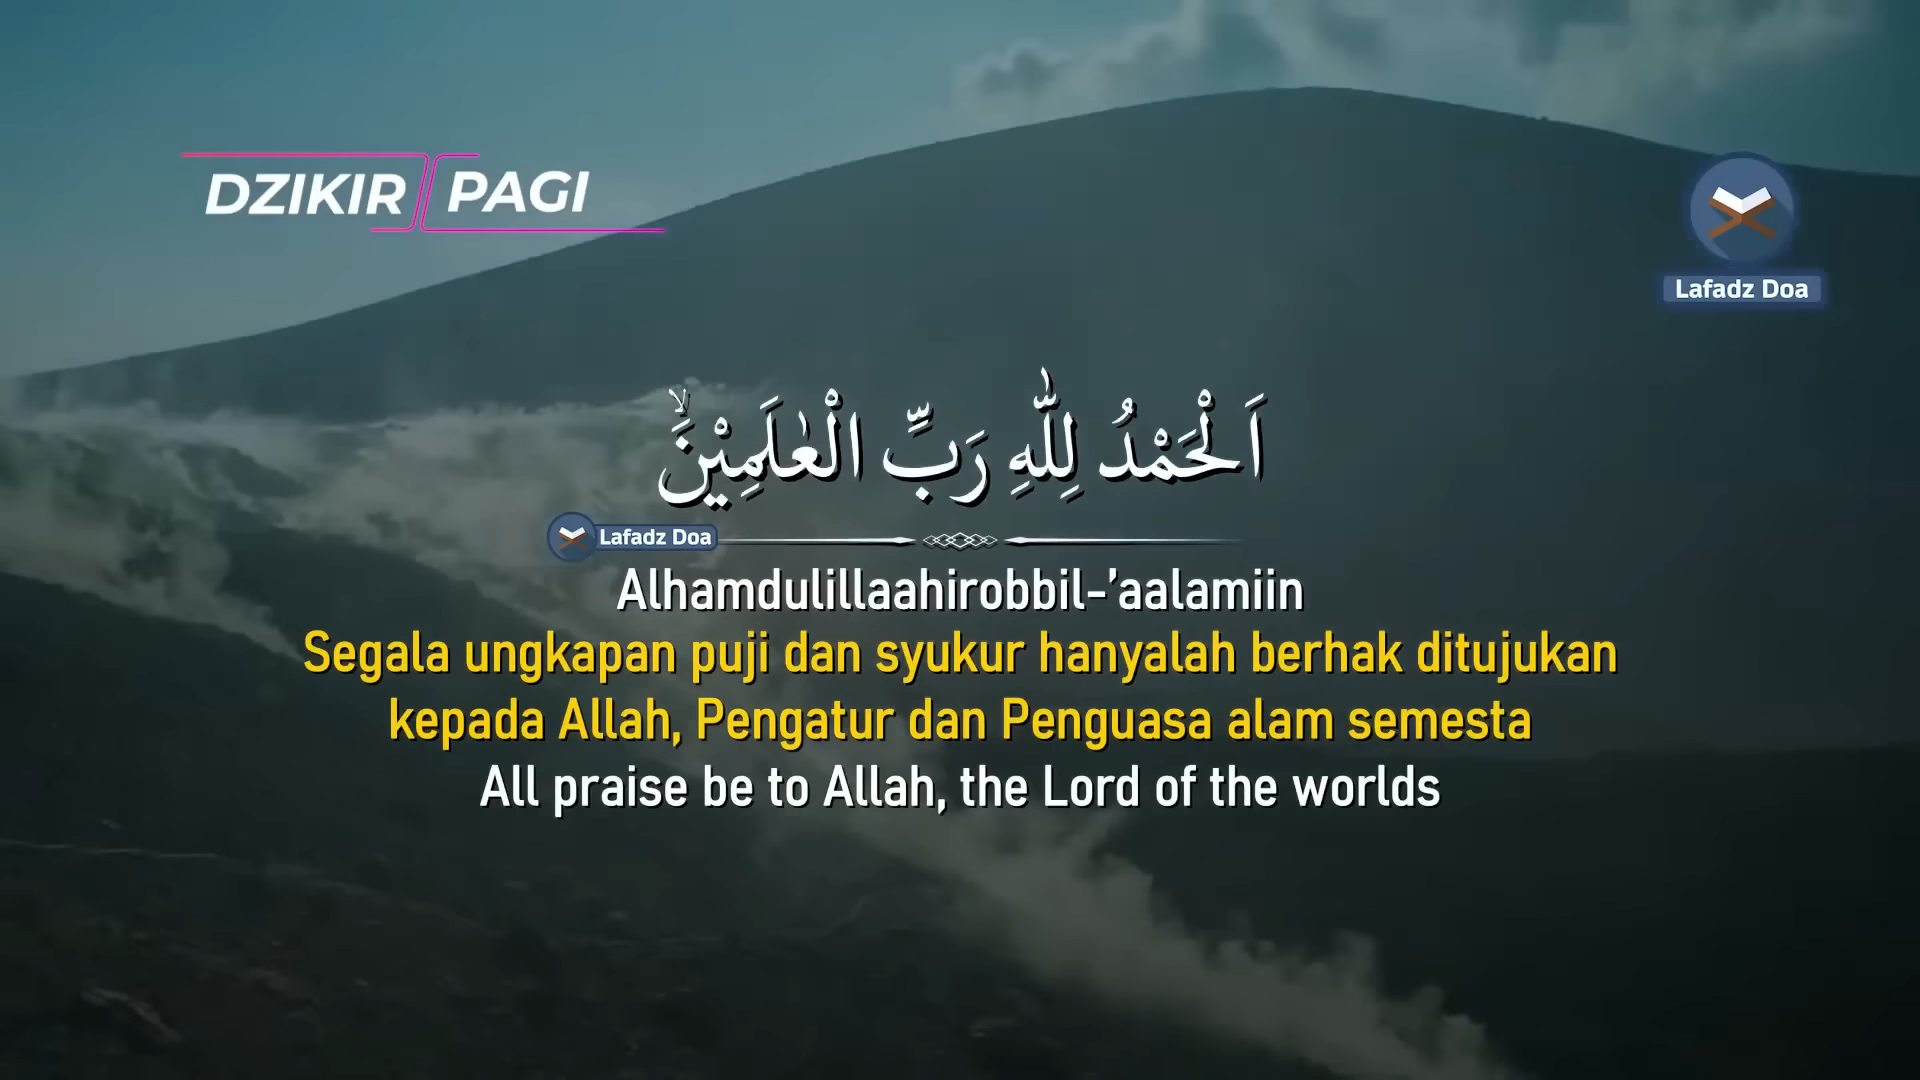 DZIKIR PAGI
Lafadz Doa
اَلْحَمْدُ لِلّٰهِ رَبِّ الْعٰلَمِيْنَۙ
Lafadz Doa
Alhamdulillaahirobbil-'aalamiin
Segala ungkapan puji dan syukur hanyalah berhak ditujukan
kepada Allah, Pengatur dan Penguasa alam semesta
All praise be to Allah, the Lord of the worlds